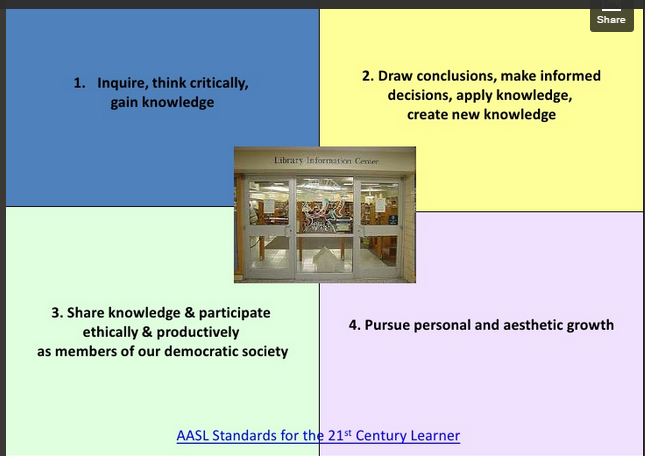 Share
1. Inquire, think critically,
gain knowledge
2. Draw conclusions, make informed
decisions, apply knowledge,
create new knowledge
Library Information Center
3. Share knowledge & participate
ethically & productively
as members of our democratic society
4. Pursue personal and aesthetic growth
AASL Standards for the 21st Century Learner